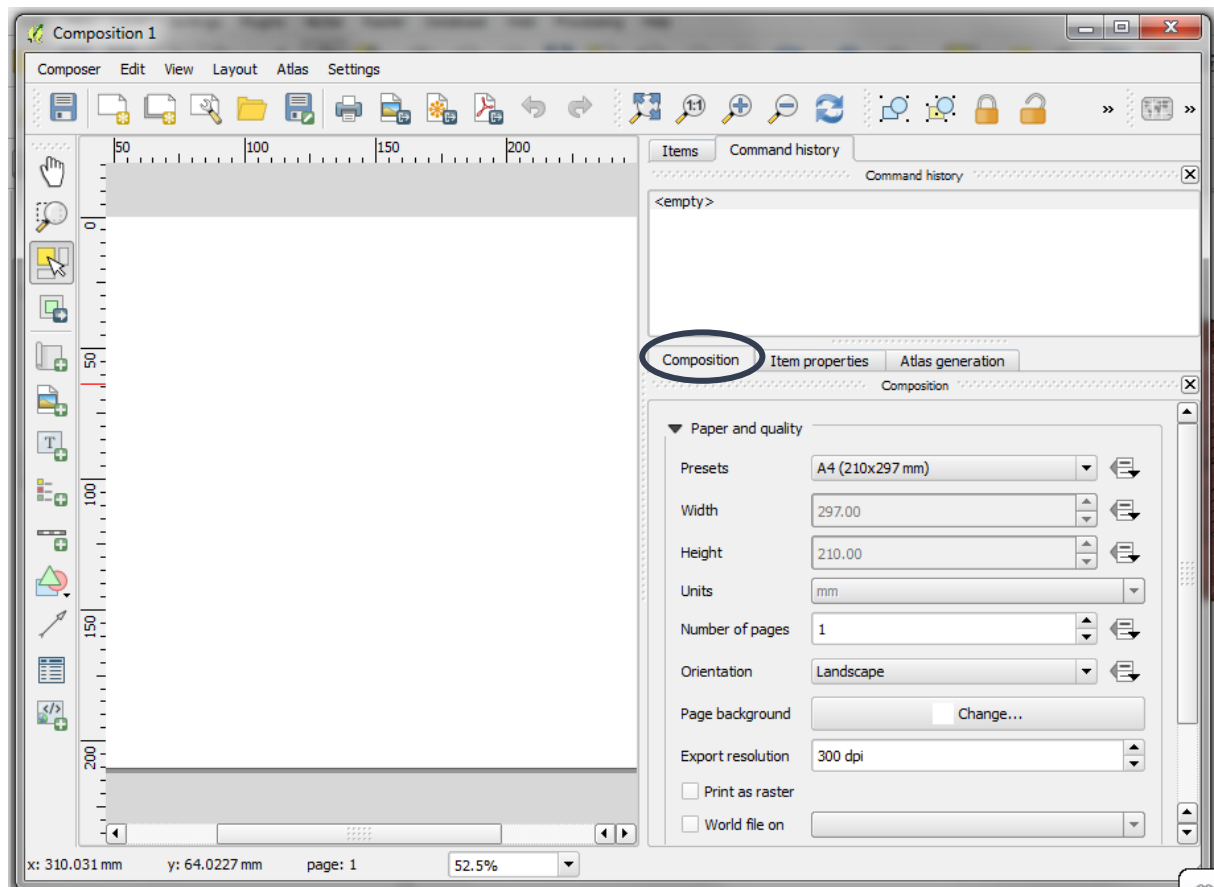 Composition 1
Composer Edit View Layout Atlas Settings
1:1 » »
50 100 150 200
Items Command history
Command history
<empty>
0
50
100
150
200
T
</>
Composition Item properties Atlas generation
Composition
Paper and quality
Presets A4 (210x297 mm)
Width 297.00
Height 210.00
Units mm
Number of pages 1
Orientation Landscape
Page background Change...
Export resolution 300 dpi
Print as raster
World file on
x: 310.031 mm y: 64.0227 mm page: 1 52.5%